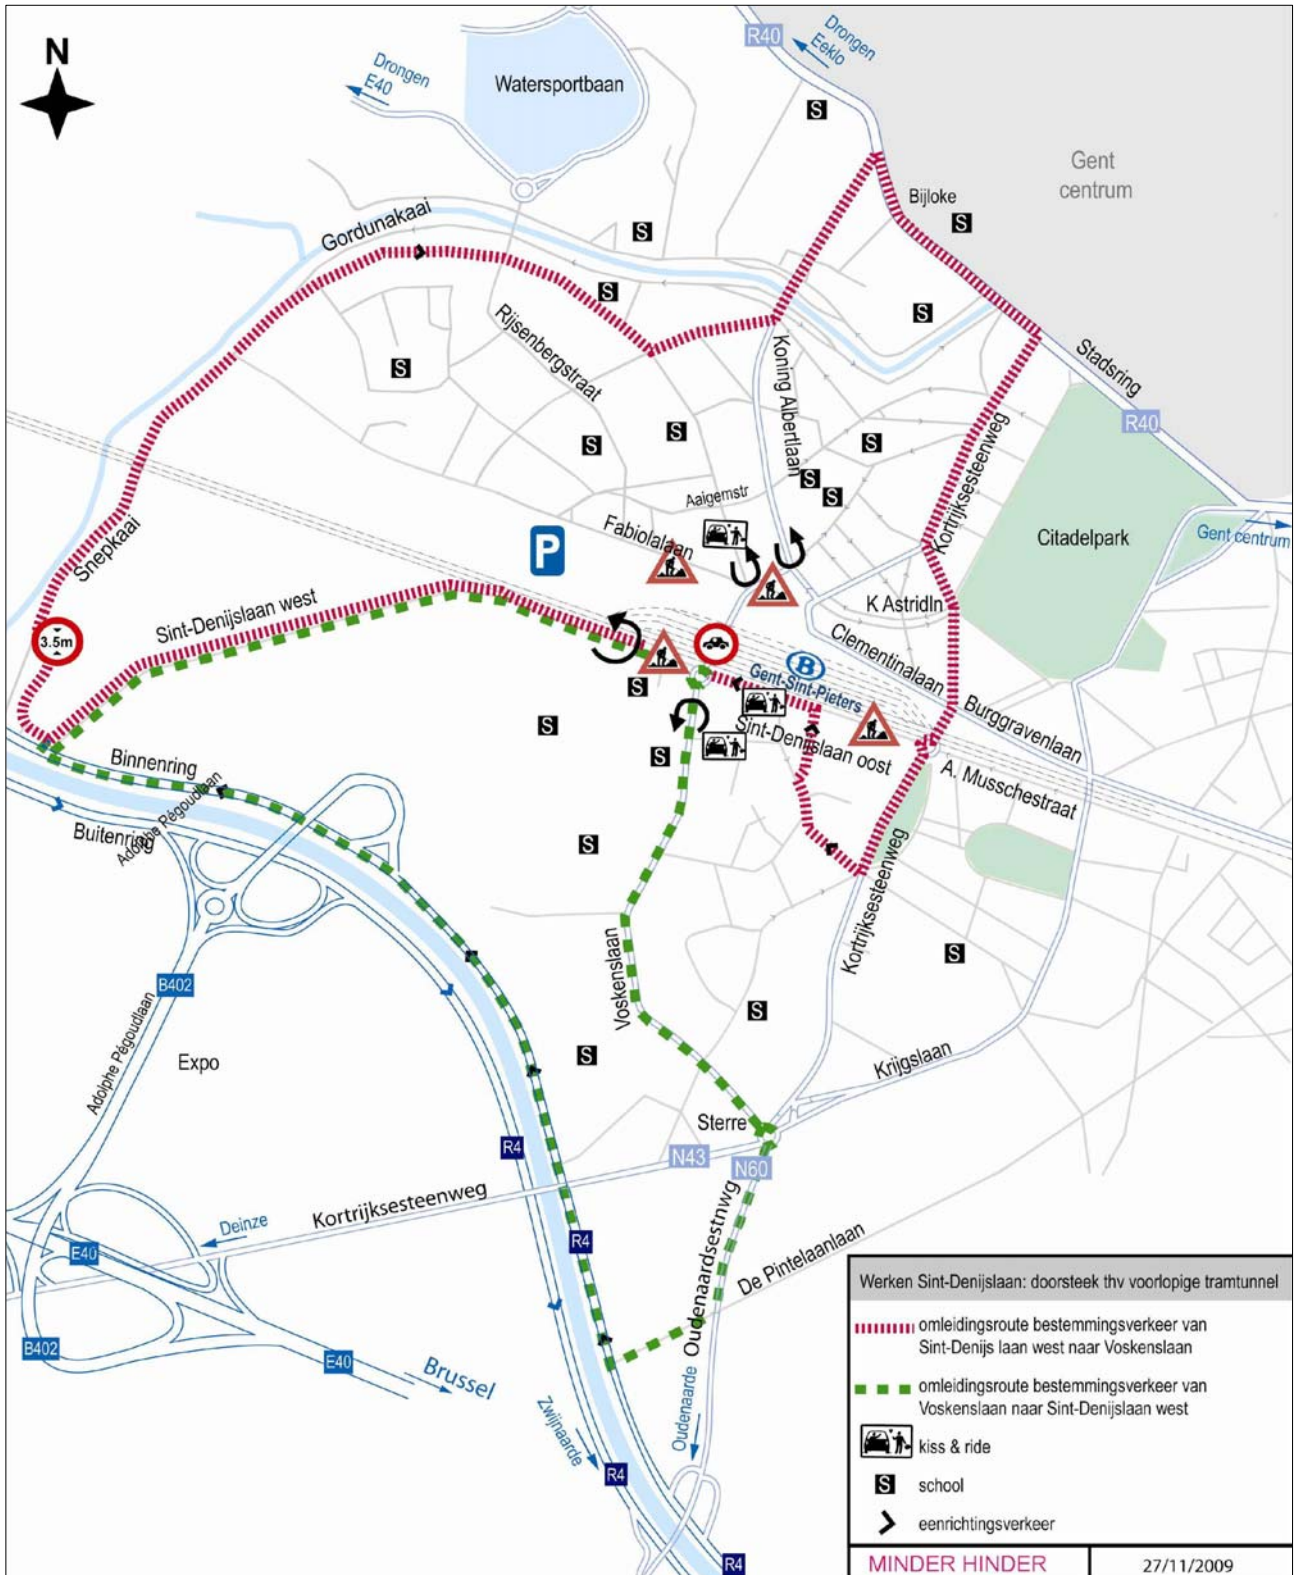 N
R40
Drongen
Eeklo
Drongen
E40
Watersportbaan
S
Gent
centrum
Bijloke
S
Gordunakaai
S
S
S
Rijsenbergstraat
Koning Albertlaan
Stadsring
R40
S
S
S
S
Kortrijksesteenweg
S
S
Aaigemstr
Fabiolalaan
P
Citadelpark
Gent centrum
Snepkaai
Sint-Denijslaan west
3.5m
K Astridln
Clementinalaan
B
Gent-Sint-Pieters
Burggravenlaan
S
S
S
Sint-Denijslaan oost
A. Musschestraat
Binnenring
Buitenring
Adolphe Pégoudlaan
S
Kortrijksesteenweg
Voskenslaan
S
B402
Adolphe Pégoudlaan
Expo
S
S
Krijgslaan
Sterre
R4
N43
N60
Kortrijksesteenweg
Deinze
E40
R4
Oudenaardsestnwg
De Pintelaanlaan
B402
E40
Brussel
Zwijnaarde
Oudenaarde
R4
R4
Werken Sint-Denijslaan: doorsteek thv voorlopige tramtunnel
omleidingsroute bestemmingsverkeer van
Sint-Denijs laan west naar Voskenslaan
omleidingsroute bestemmingsverkeer van
Voskenslaan naar Sint-Denijslaan west
kiss & ride
S school
eenrichtingsverkeer
MINDER HINDER 27/11/2009